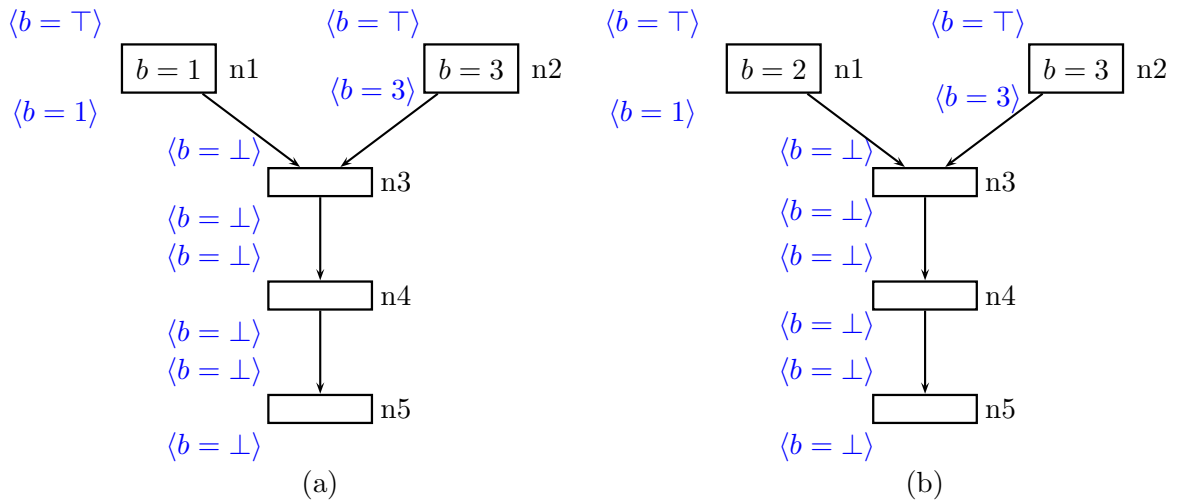 ⟨b = ⊤⟩ ⟨b = ⊤⟩
b = 1 n1 b = 3 n2
⟨b = 1⟩ ⟨b = 3⟩
⟨b = ⊥⟩
n3
⟨b = ⊥⟩
⟨b = ⊥⟩
n4
⟨b = ⊥⟩
⟨b = ⊥⟩
n5
⟨b = ⊥⟩
(a)
⟨b = ⊤⟩ ⟨b = ⊤⟩
b = 2 n1 b = 3 n2
⟨b = 1⟩ ⟨b = 3⟩
⟨b = ⊥⟩
n3
⟨b = ⊥⟩
⟨b = ⊥⟩
n4
⟨b = ⊥⟩
⟨b = ⊥⟩
n5
⟨b = ⊥⟩
(b)